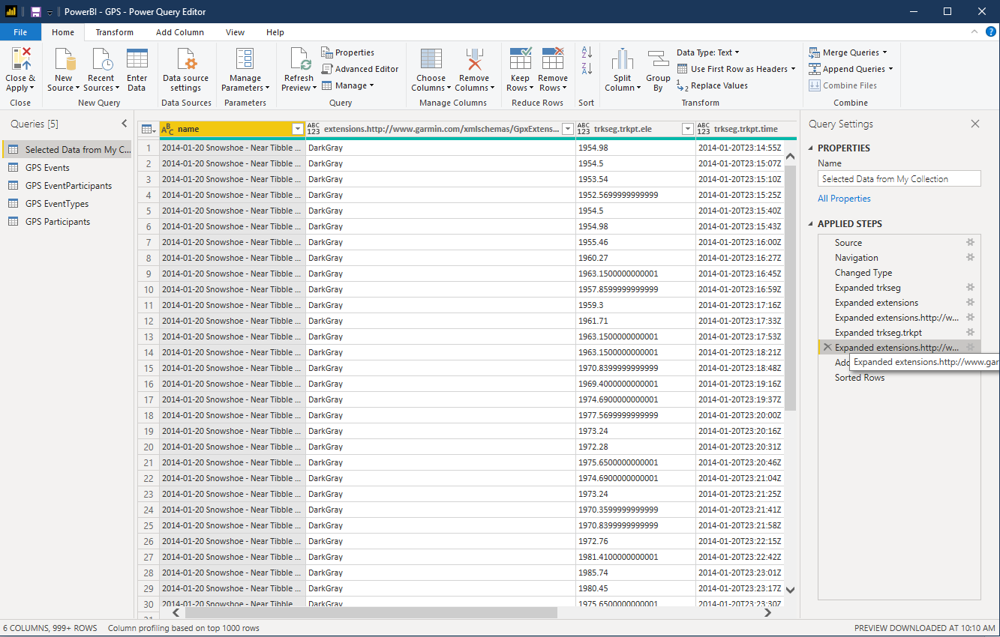 PowerBI - GPS - Power Query Editor
File Home Transform Add Column View Help
Close & Apply
Close
New Source
Recent Sources
Enter Data
New Query
Data source settings
Data Sources
Manage Parameters
Parameters
Refresh Preview
Properties
Advanced Editor
Manage
Query
Choose Columns
Remove Columns
Manage Columns
Keep Rows
Remove Rows
Reduce Rows
Sort
Split Column
Group By
Data Type: Text
Use First Row as Headers
Replace Values
Transform
Merge Queries
Append Queries
Combine Files
Combine
Queries [5]
Selected Data from My C...
GPS Events
GPS EventParticipants
GPS EventTypes
GPS Participants
name extensions.http://www.garmin.com/xmlschemas/GpxExtens... trkseg.trkpt.ele trkseg.trkpt.time
1 2014-01-20 Snowshoe - Near Tibble ... DarkGray 1954.98 2014-01-20T23:14:55Z
2 2014-01-20 Snowshoe - Near Tibble ... DarkGray 1954.5 2014-01-20T23:15:07Z
3 2014-01-20 Snowshoe - Near Tibble ... DarkGray 1953.54 2014-01-20T23:15:10Z
4 2014-01-20 Snowshoe - Near Tibble ... DarkGray 1952.5699999999999 2014-01-20T23:15:25Z
5 2014-01-20 Snowshoe - Near Tibble ... DarkGray 1954.5 2014-01-20T23:15:40Z
6 2014-01-20 Snowshoe - Near Tibble ... DarkGray 1954.98 2014-01-20T23:15:43Z
7 2014-01-20 Snowshoe - Near Tibble ... DarkGray 1955.46 2014-01-20T23:16:00Z
8 2014-01-20 Snowshoe - Near Tibble ... DarkGray 1960.27 2014-01-20T23:16:27Z
9 2014-01-20 Snowshoe - Near Tibble ... DarkGray 1963.1500000000001 2014-01-20T23:16:45Z
10 2014-01-20 Snowshoe - Near Tibble ... DarkGray 1957.8599999999999 2014-01-20T23:16:59Z
11 2014-01-20 Snowshoe - Near Tibble ... DarkGray 1959.3 2014-01-20T23:17:16Z
12 2014-01-20 Snowshoe - Near Tibble ... DarkGray 1961.71 2014-01-20T23:17:33Z
13 2014-01-20 Snowshoe - Near Tibble ... DarkGray 1963.1500000000001 2014-01-20T23:17:53Z
14 2014-01-20 Snowshoe - Near Tibble ... DarkGray 1963.1500000000001 2014-01-20T23:18:21Z
15 2014-01-20 Snowshoe - Near Tibble ... DarkGray 1970.8399999999999 2014-01-20T23:18:48Z
16 2014-01-20 Snowshoe - Near Tibble ... DarkGray 1969.4000000000001 2014-01-20T23:19:16Z
17 2014-01-20 Snowshoe - Near Tibble ... DarkGray 1974.6900000000001 2014-01-20T23:19:37Z
18 2014-01-20 Snowshoe - Near Tibble ... DarkGray 1977.5699999999999 2014-01-20T23:20:00Z
19 2014-01-20 Snowshoe - Near Tibble ... DarkGray 1973.24 2014-01-20T23:20:16Z
20 2014-01-20 Snowshoe - Near Tibble ... DarkGray 1972.28 2014-01-20T23:20:31Z
21 2014-01-20 Snowshoe - Near Tibble ... DarkGray 1975.6500000000001 2014-01-20T23:20:46Z
22 2014-01-20 Snowshoe - Near Tibble ... DarkGray 1974.6900000000001 2014-01-20T23:21:04Z
23 2014-01-20 Snowshoe - Near Tibble ... DarkGray 1973.24 2014-01-20T23:21:25Z
24 2014-01-20 Snowshoe - Near Tibble ... DarkGray 1970.3599999999999 2014-01-20T23:21:41Z
25 2014-01-20 Snowshoe - Near Tibble ... DarkGray 1970.8399999999999 2014-01-20T23:21:58Z
26 2014-01-20 Snowshoe - Near Tibble ... DarkGray 1972.76 2014-01-20T23:22:15Z
27 2014-01-20 Snowshoe - Near Tibble ... DarkGray 1981.4100000000001 2014-01-20T23:22:42Z
28 2014-01-20 Snowshoe - Near Tibble ... DarkGray 1985.74 2014-01-20T23:23:01Z
29 2014-01-20 Snowshoe - Near Tibble ... DarkGray 1980.45 2014-01-20T23:23:17Z
30 2014-01-20 Snowshoe - Near Tibble DarkGray 1975.6500000000001 2014-01-20T23:23:30Z
Query Settings
PROPERTIES
Name
Selected Data from My Collection
All Properties
APPLIED STEPS
Source
Navigation
Changed Type
Expanded trkseg
Expanded extensions
Expanded extensions.http://w...
Expanded trkseg.trkpt
Expanded extensions.http://w...
Add
Expanded extensions.http://www.gar
Sorted Rows
6 COLUMNS, 999+ ROWS Column profiling based on top 1000 rows
PREVIEW DOWNLOADED AT 10:10 AM